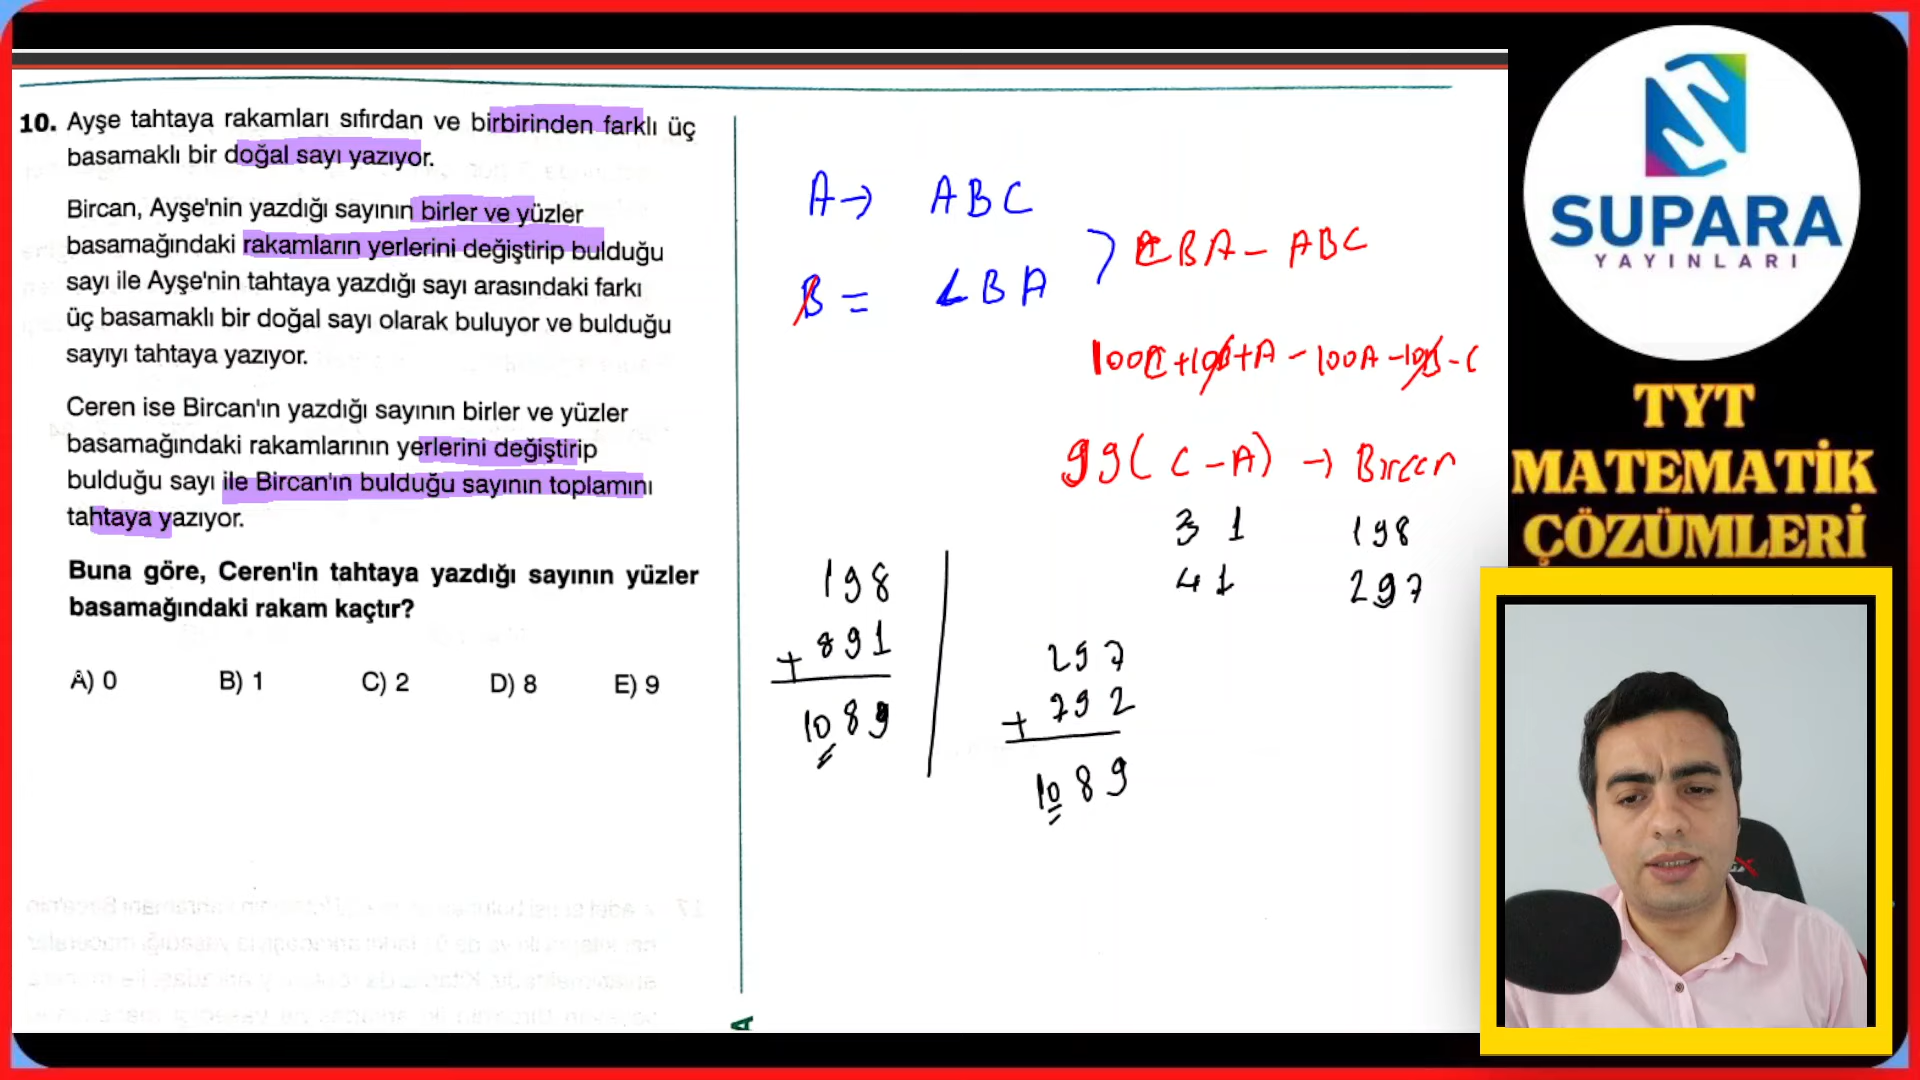 10. Ayşe tahtaya rakamları sıfırdan ve birbirinden farklı üç
basamaklı bir doğal sayı yazıyor.
Bircan, Ayşe'nin yazdığı sayının birler ve yüzler
basamağındaki rakamların yerlerini değiştirip bulduğu
sayı ile Ayşe'nin tahtaya yazdığı sayı arasındaki farkı
üç basamaklı bir doğal sayı olarak buluyor ve bulduğu
sayıyı tahtaya yazıyor.
Ceren ise Bircan'ın yazdığı sayının birler ve yüzler
basamağındaki rakamlarının yerlerini değiştirip
bulduğu sayı ile Bircan'ın bulduğu sayının toplamını
tahtaya yazıyor.
Buna göre, Ceren'in tahtaya yazdığı sayının yüzler
basamağındaki rakam kaçtır?
A) 0 B) 1 C) 2 D) 8 E) 9
A → ABC
B = CBA
CBA - ABC
100C + 10B + A - 100A - 10B - C
99(C - A) → Bircan
3 1 198
4 1 297
198
+ 891
1089
297
+ 792
1089
A
SUPARA
YAYINLARI
TYT
MATEMATİK
ÇÖZÜMLERİ